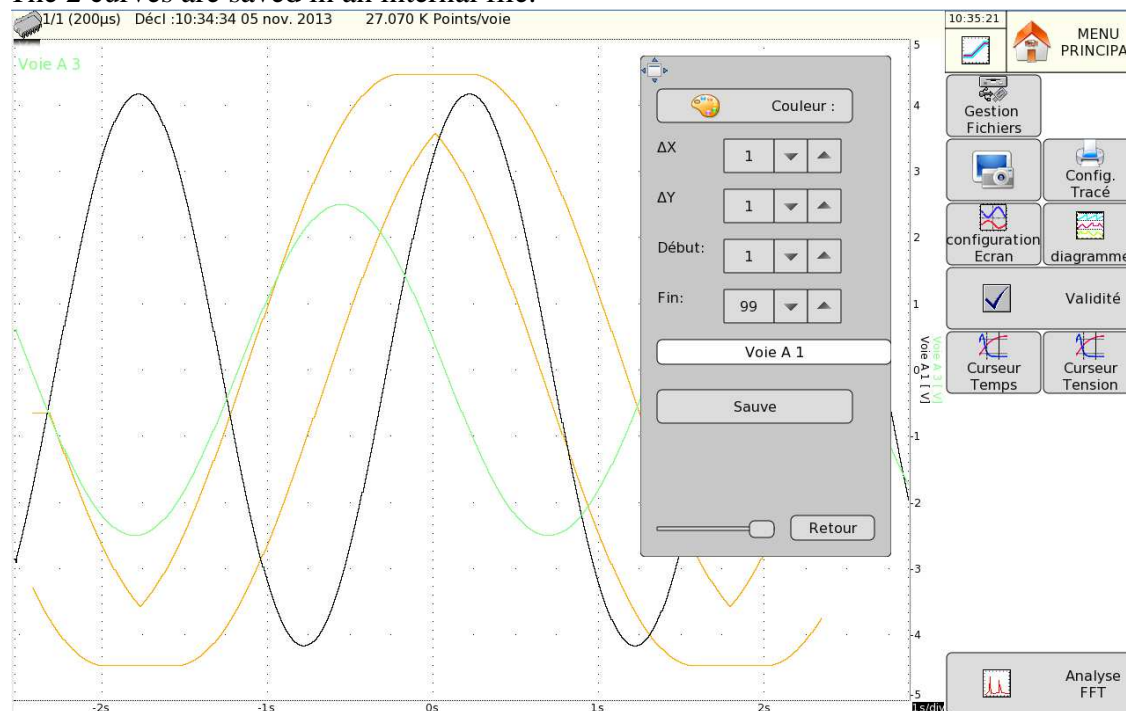 The 2 curves are saved in an internal file.
1/1 (200µs) Décl :10:34:34 05 nov. 2013 27.070 K Points/voie
10:35:21
MENU
PRINCIPA
Voie A 3
Couleur :
ΔX
1
ΔY
1
Début:
1
Fin:
99
Voie A 1
Sauve
Retour
5
4
3
2
1
0
-1
-2
-3
-4
-5
Voie A 1 [ V]
Voie A 3 [ V]
-2s
-1s
0s
1s
2s
1s/div
Gestion
Fichiers
Config.
Tracé
configuration
Ecran
diagramme
Validité
Curseur
Temps
Curseur
Tension
Analyse
FFT